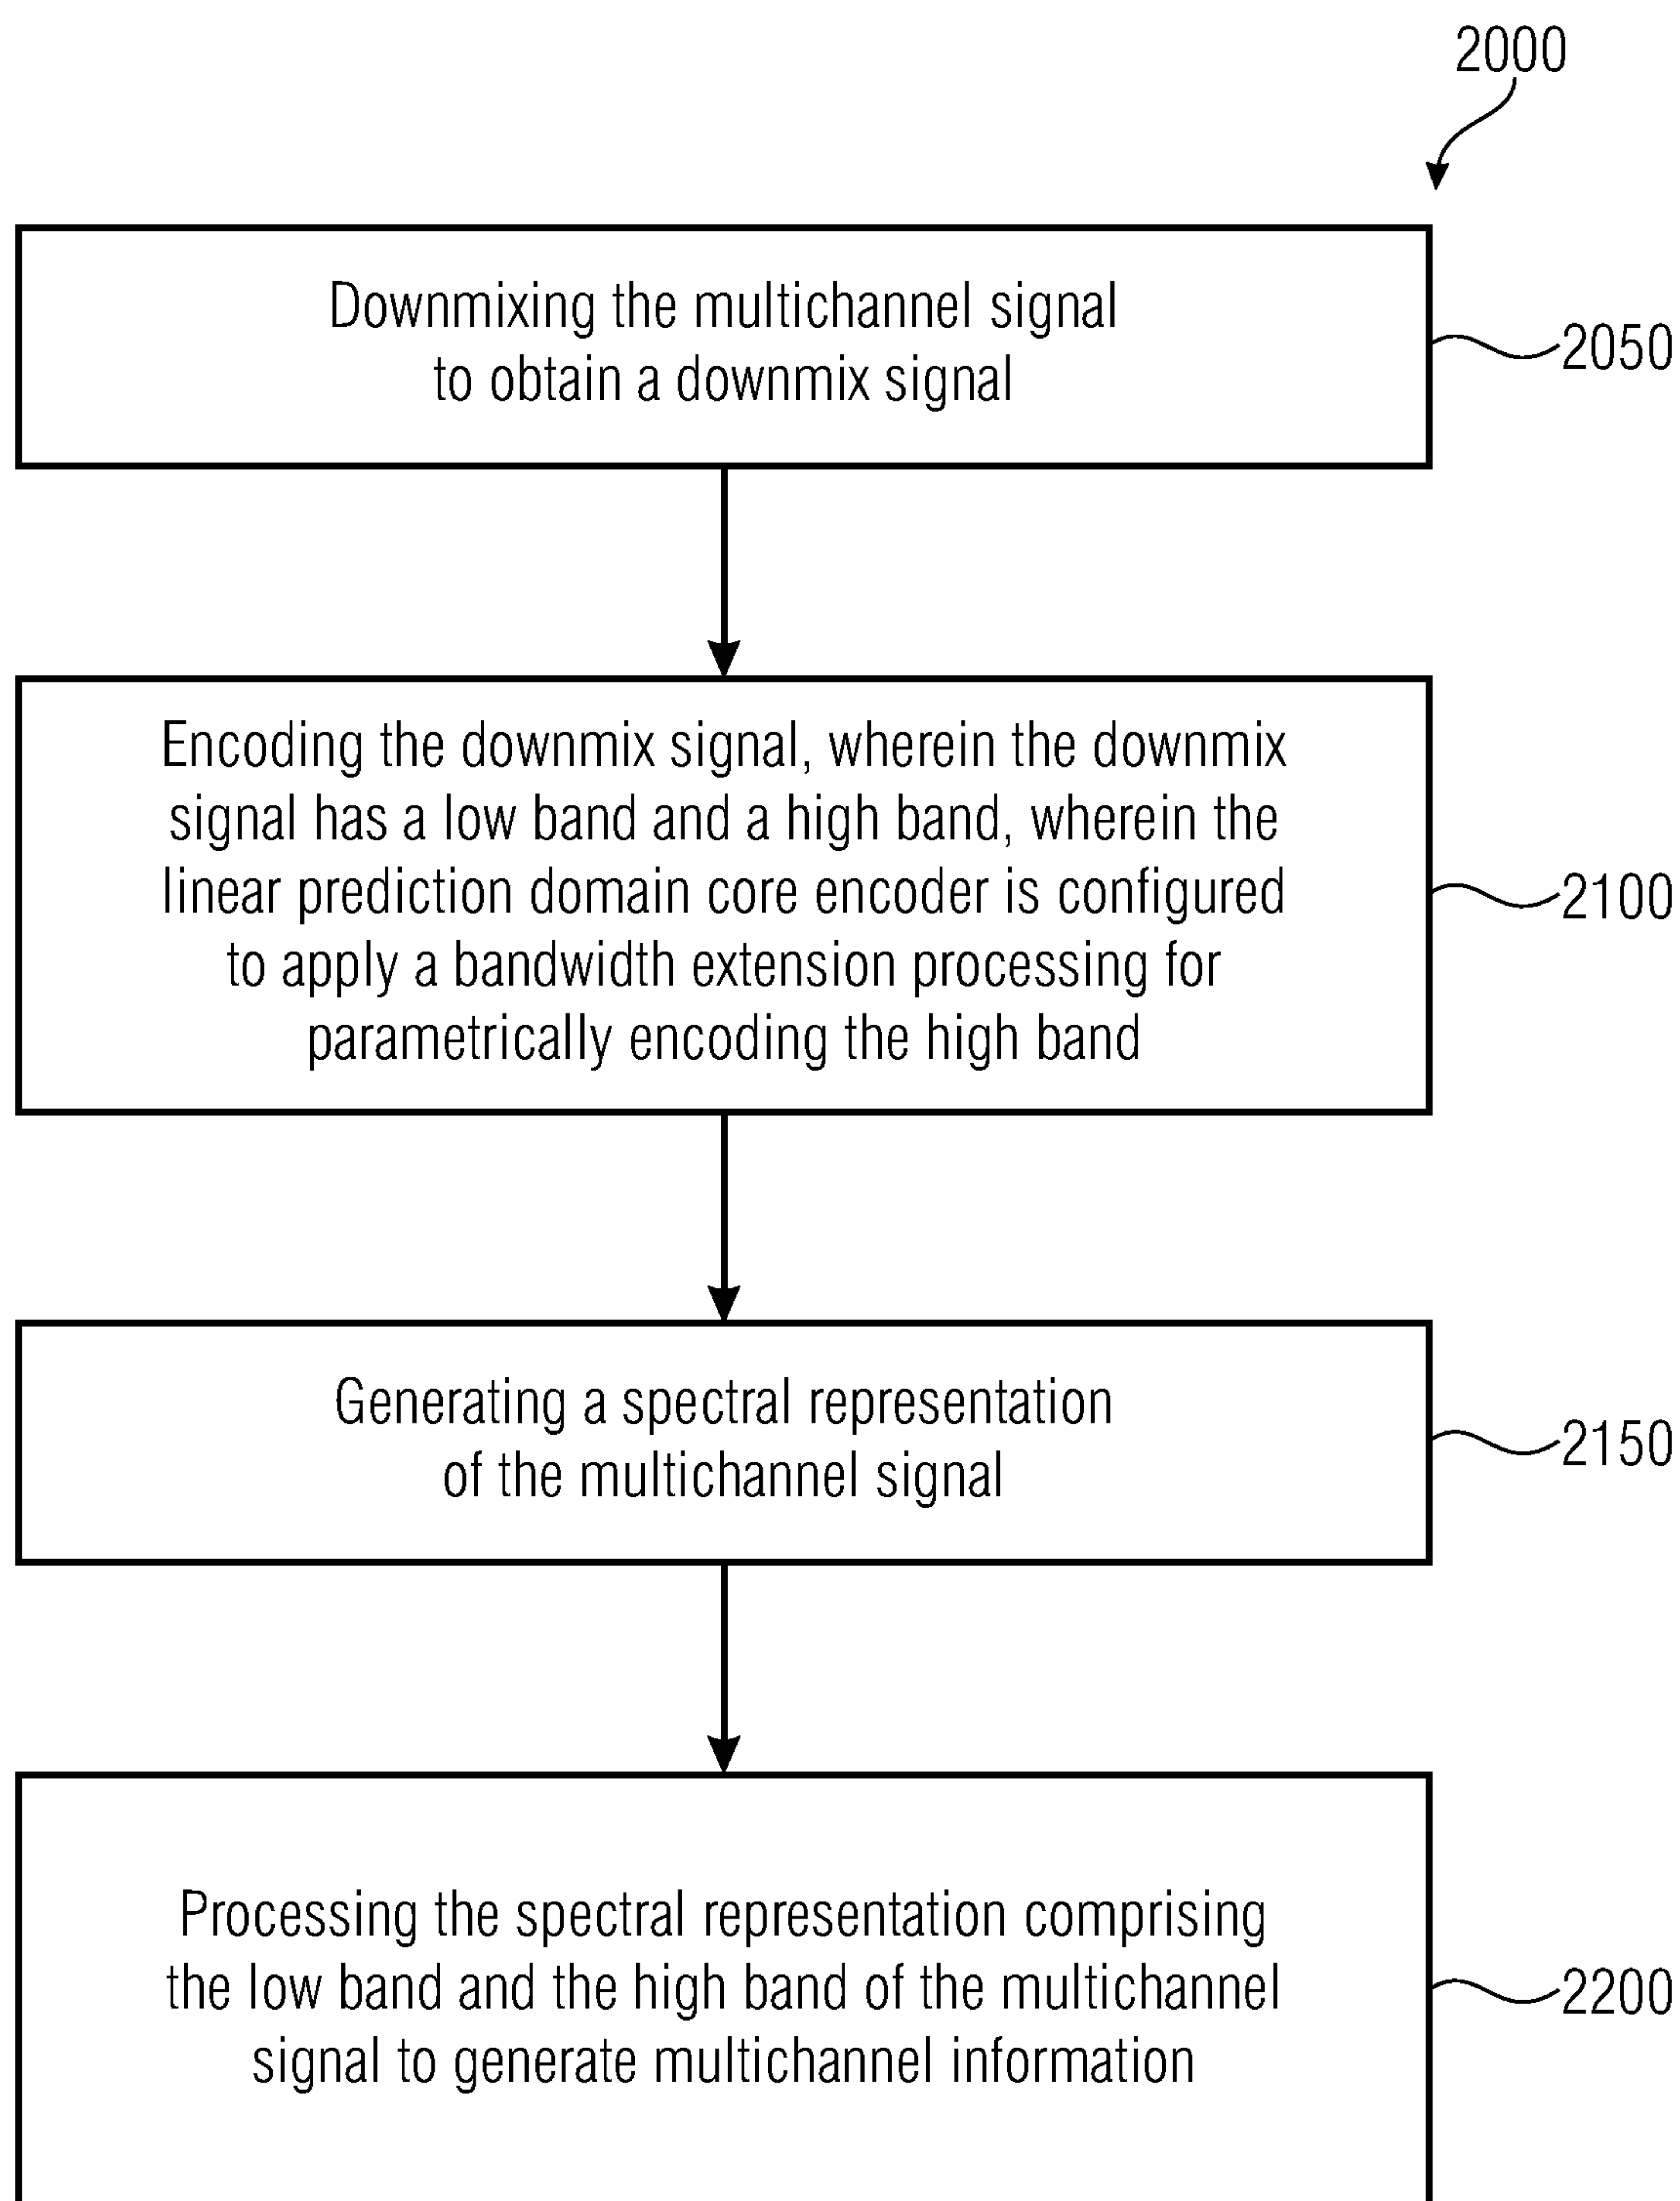 2000
Downmixing the multichannel signal
to obtain a downmix signal
2050
Encoding the downmix signal, wherein the downmix
signal has a low band and a high band, wherein the
linear prediction domain core encoder is configured
to apply a bandwidth extension processing for
parametrically encoding the high band
2100
Generating a spectral representation
of the multichannel signal
2150
Processing the spectral representation comprising
the low band and the high band of the multichannel
signal to generate multichannel information
2200